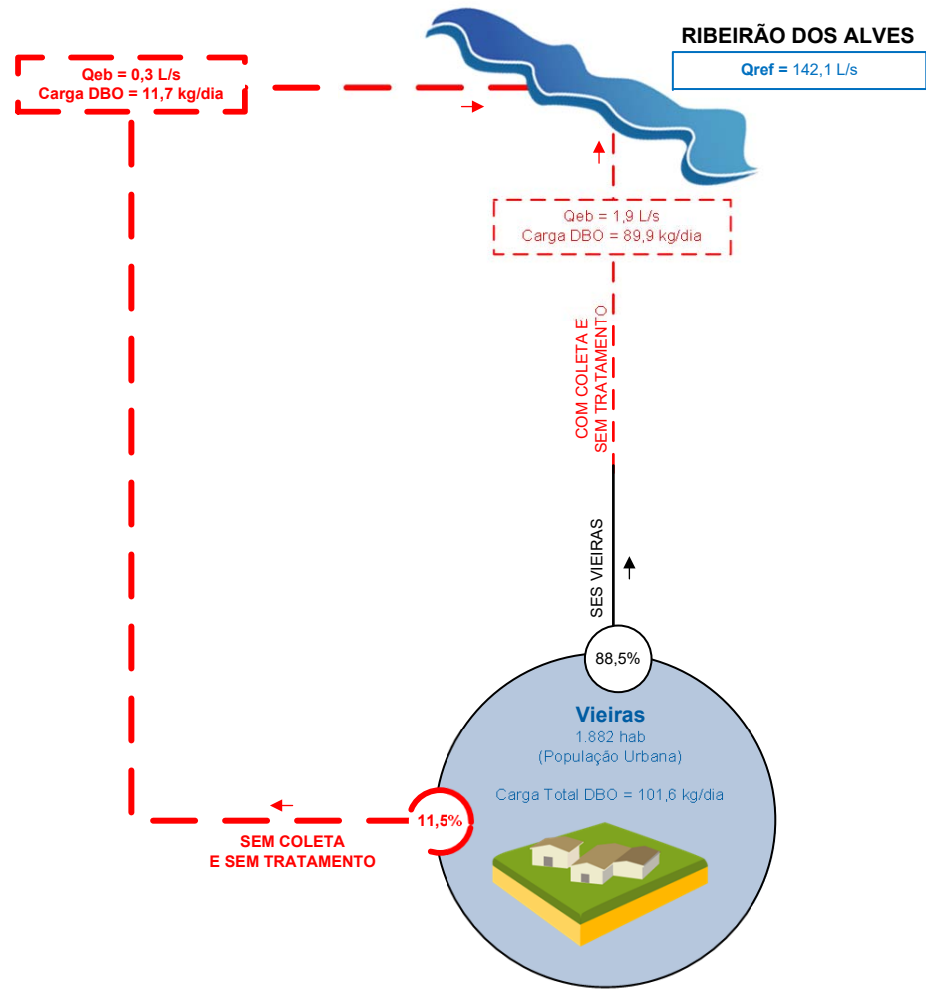 RIBEIRÃO DOS ALVES
Qref = 142,1 L/s
Qeb = 0,3 L/s
Carga DBO = 11,7 kg/dia
Qeb = 1,9 L/s
Carga DBO = 89,9 kg/dia
COM COLETA E
SEM TRATAMENTO
SES VIEIRAS
88,5%
Vieiras
1.882 hab
(População Urbana)
Carga Total DBO = 101,6 kg/dia
11,5%
SEM COLETA
E SEM TRATAMENTO